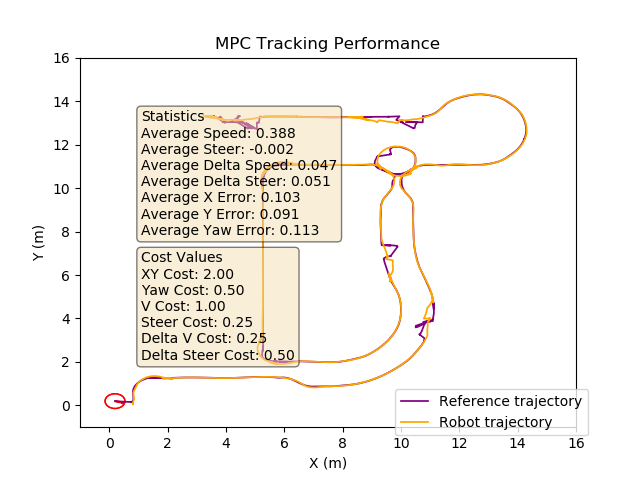 MPC Tracking Performance
Y (m)
16
14
12
10
8
6
4
2
0
Statistics
Average Speed: 0.388
Average Steer: -0.002
Average Delta Speed: 0.047
Average Delta Steer: 0.051
Average X Error: 0.103
Average Y Error: 0.091
Average Yaw Error: 0.113
Cost Values
XY Cost: 2.00
Yaw Cost: 0.50
V Cost: 1.00
Steer Cost: 0.25
Delta V Cost: 0.25
Delta Steer Cost: 0.50
Reference trajectory
Robot trajectory
0 2 4 6 8 10 12 14 16
X (m)